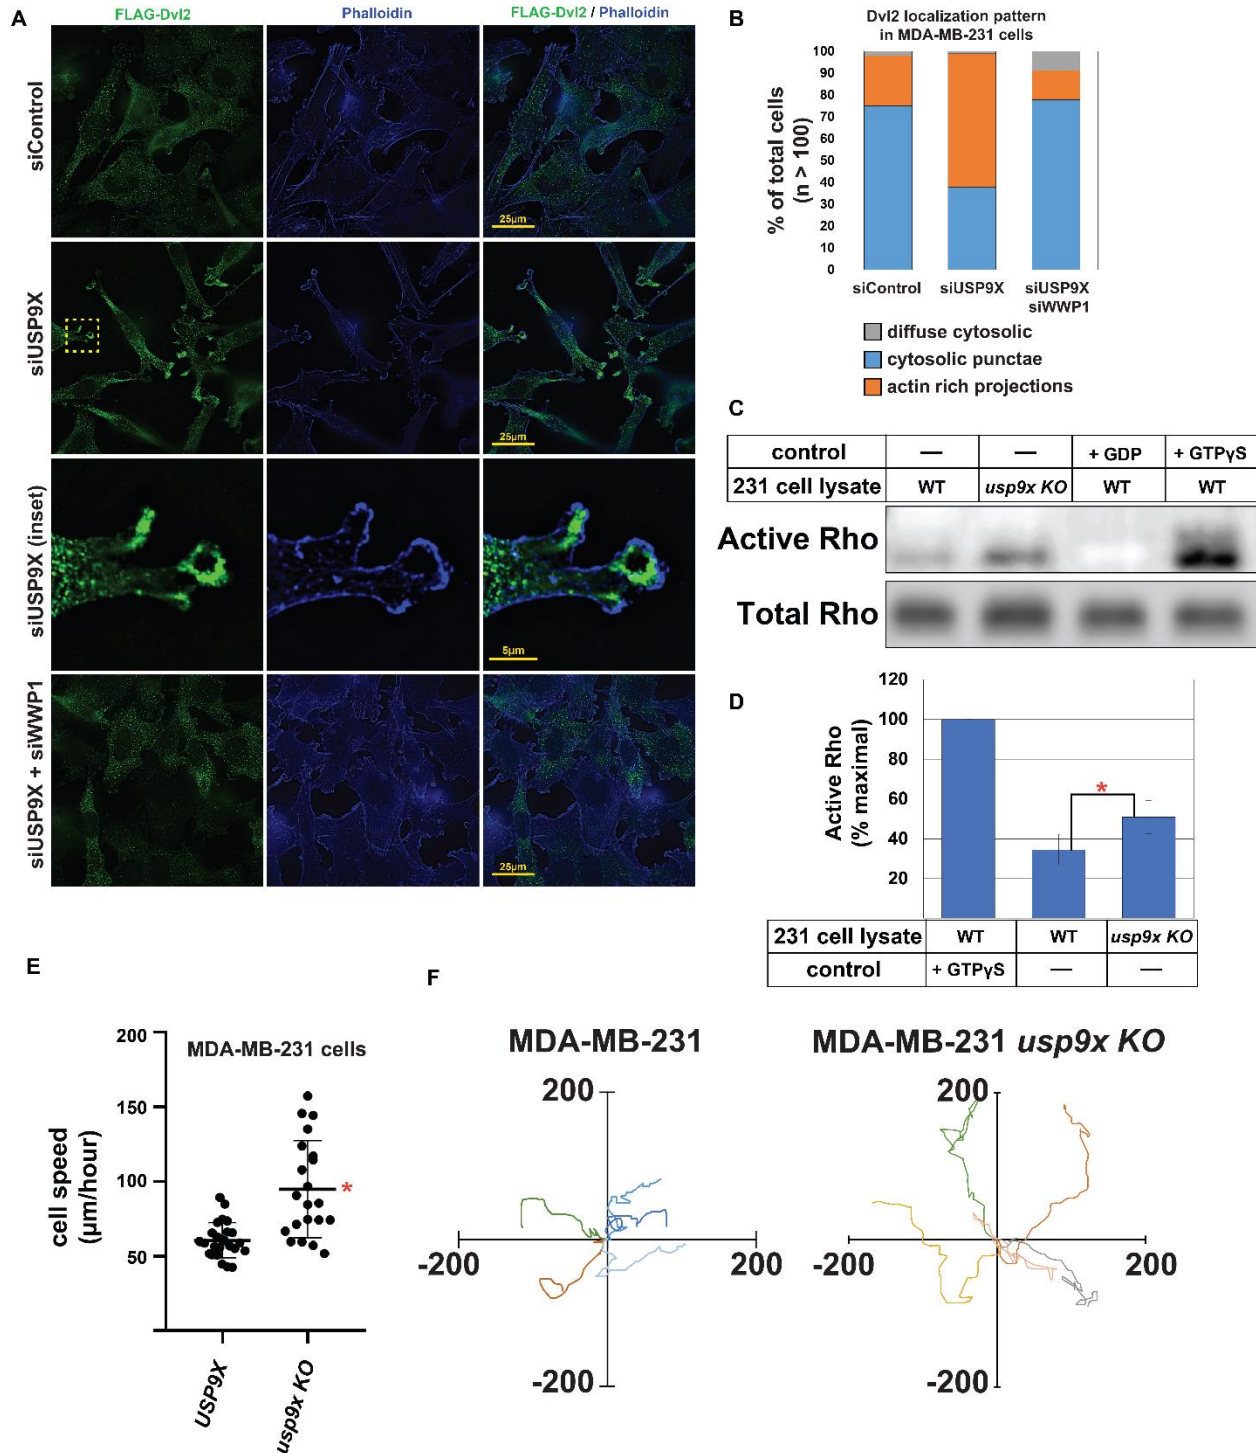 A
FLAG-Dvl2
Phalloidin
FLAG-Dvl2 / Phalloidin
siControl
25µm
siUSP9X
25µm
siUSP9X (inset)
5µm
siUSP9X + siWWP1
25µm
B
Dvl2 localization pattern
in MDA-MB-231 cells
% of total cells
(n > 100)
100
90
80
70
60
50
40
30
20
10
0
siControl
siUSP9X
siUSP9X
siWWP1
diffuse cytosolic
cytosolic punctae
actin rich projections
C
control — — + GDP + GTPγS
231 cell lysate WT usp9x KO WT WT
Active Rho
Total Rho
D
Active Rho
(% maximal)
120
100
80
60
40
20
*
231 cell lysate WT WT usp9x KO
control + GTPγS — —
E
MDA-MB-231 cells
cell speed
(µm/hour)
200
150
100
50
*
USP9X
usp9x KO
F
MDA-MB-231
200
-200
200
-200
MDA-MB-231 usp9x KO
200
-200
200
-200